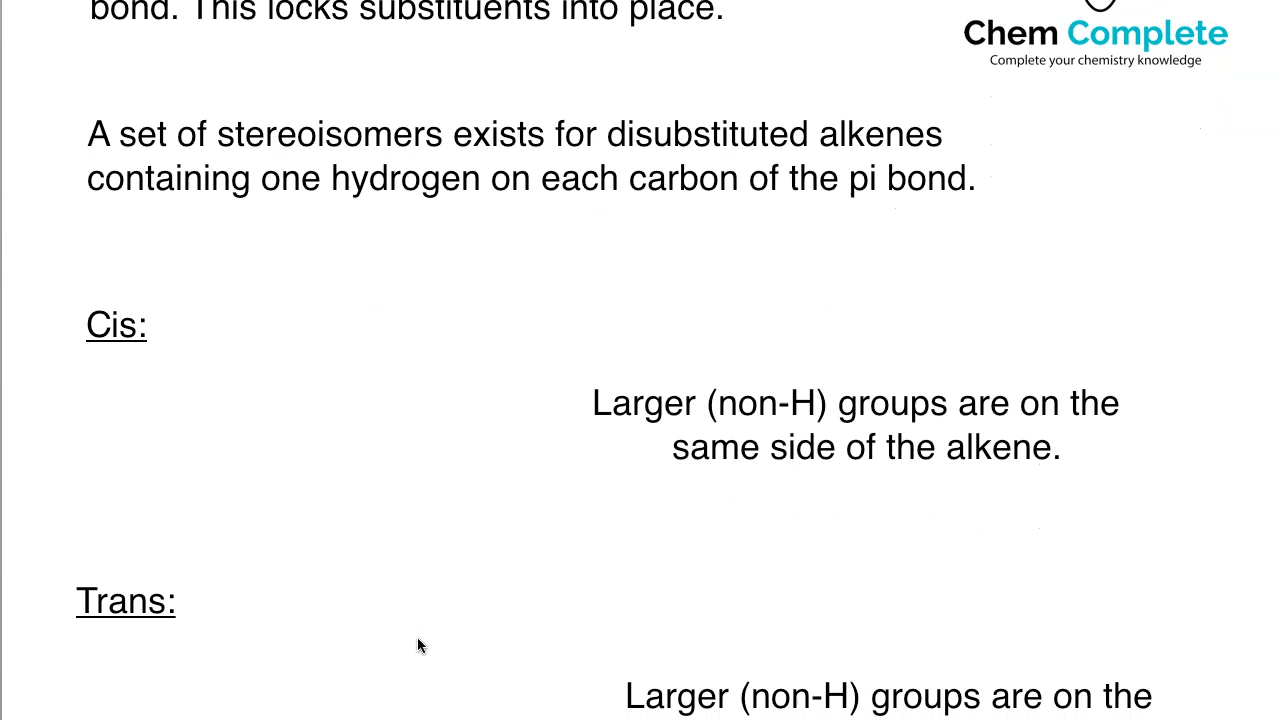 bond. This locks substituents into place.
Chem Complete
Complete your chemistry knowledge
A set of stereoisomers exists for disubstituted alkenes
containing one hydrogen on each carbon of the pi bond.
Cis:
Larger (non-H) groups are on the
same side of the alkene.
Trans:
Larger (non-H) groups are on the